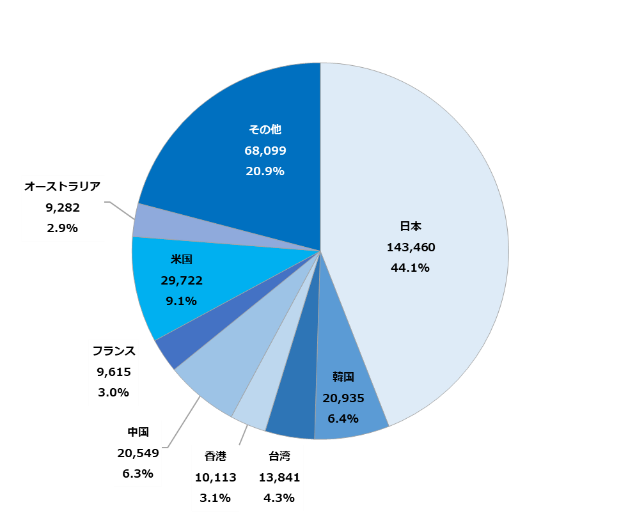 その他
68,099
20.9%
オーストラリア
9,282
2.9%
日本
143,460
44.1%
米国
29,722
9.1%
フランス
9,615
3.0%
韓国
20,935
6.4%
中国
20,549
6.3%
香港
10,113
3.1%
台湾
13,841
4.3%